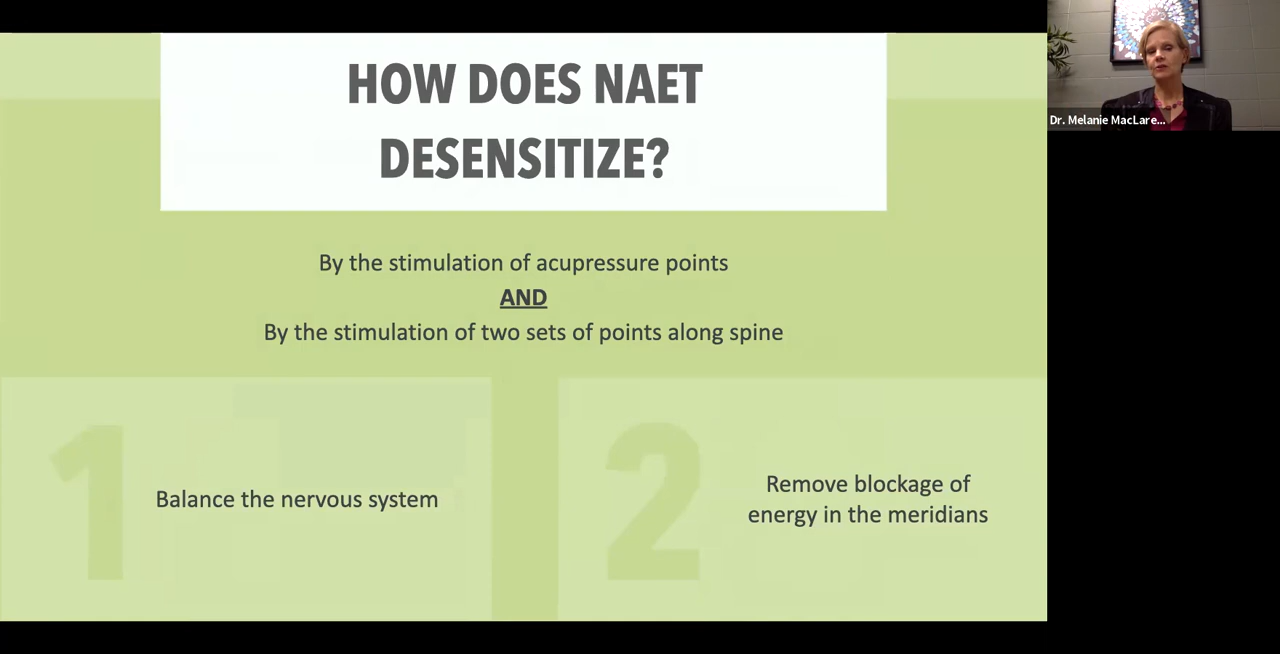 HOW DOES NAET
DESENSITIZE?
By the stimulation of acupressure points
AND
By the stimulation of two sets of points along spine
1
Balance the nervous system
2
Remove blockage of
energy in the meridians
Dr. Melanie MacLare...